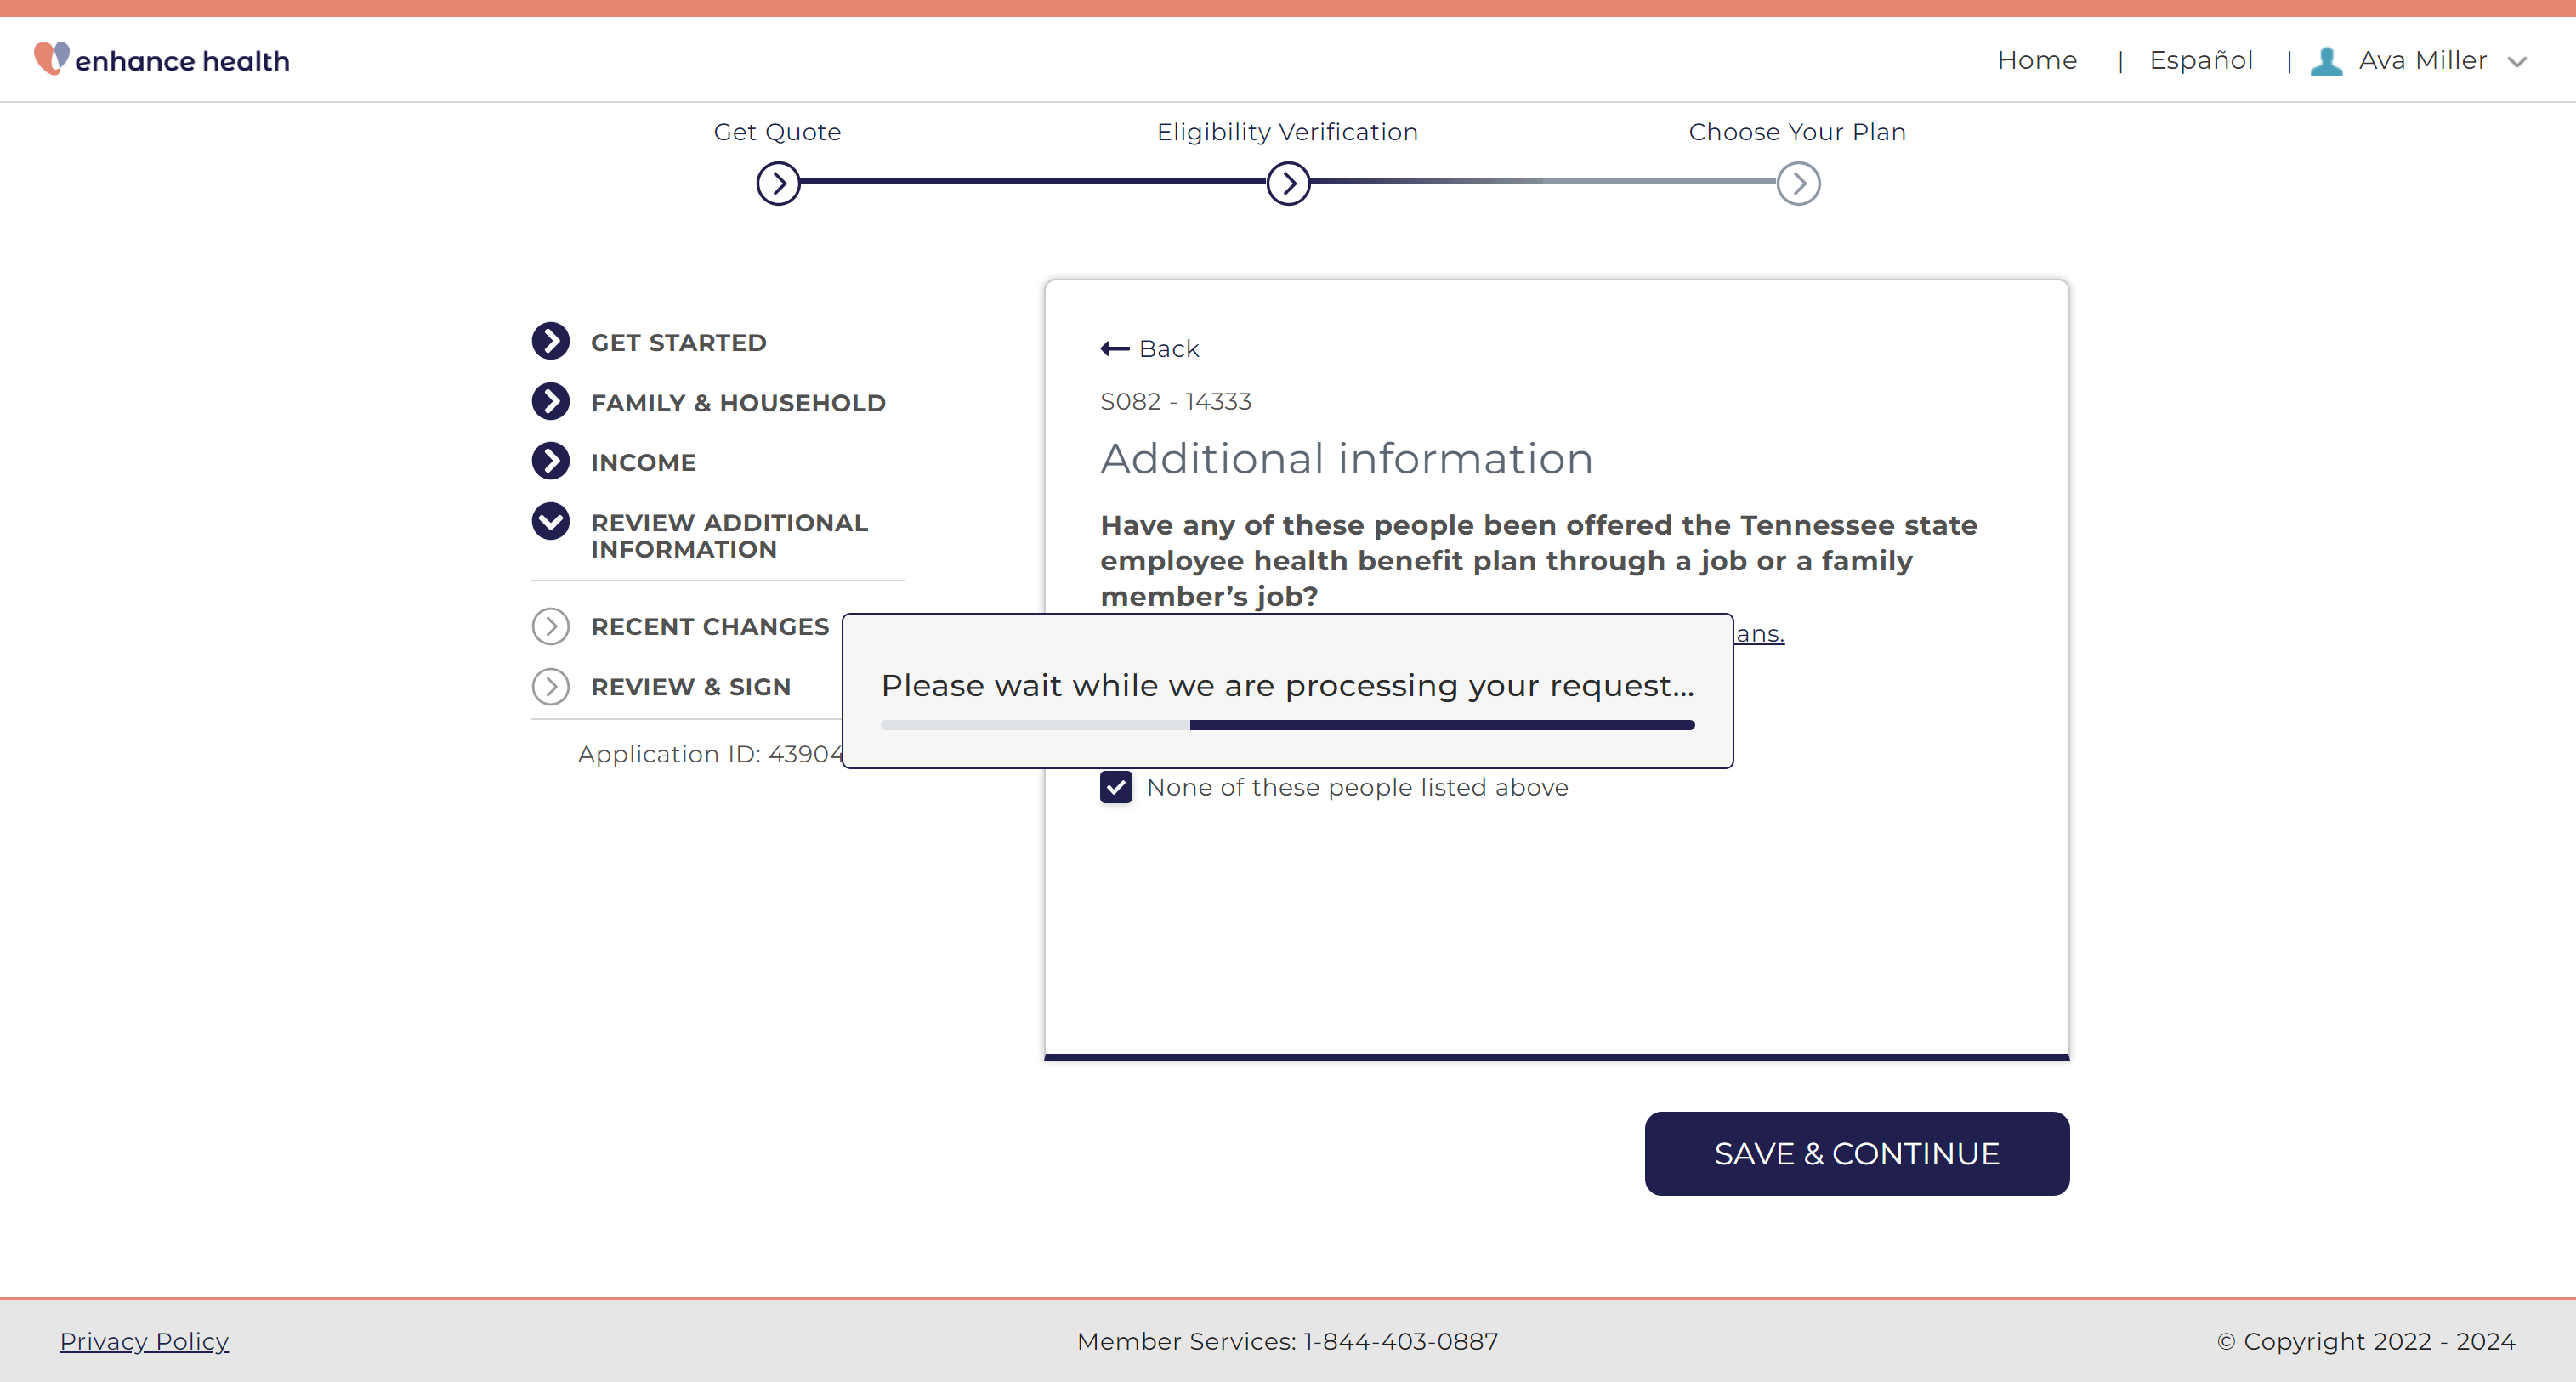 enhance health
Home | Español | Ava Miller
Get Quote
Eligibility Verification
Choose Your Plan
GET STARTED
FAMILY & HOUSEHOLD
INCOME
REVIEW ADDITIONAL
INFORMATION
RECENT CHANGES
REVIEW & SIGN
Application ID: 43904
Back
S082 - 14333
Additional information
Have any of these people been offered the Tennessee state
employee health benefit plan through a job or a family
member’s job?
ans.
Please wait while we are processing your request...
None of these people listed above
SAVE & CONTINUE
Privacy Policy
Member Services: 1-844-403-0887
© Copyright 2022 - 2024